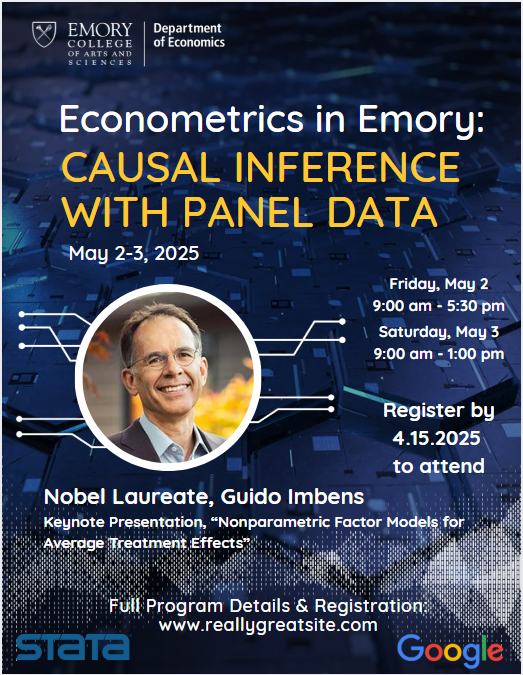 EMORY
COLLEGE
OF ARTS AND
SCIENCES
Department
of Economics
Econometrics in Emory:
CAUSAL INFERENCE
WITH PANEL DATA
May 2-3, 2025
Friday, May 2
9:00 am - 5:30 pm
Saturday, May 3
9:00 am - 1:00 pm
Register by
4.15.2025
to attend
Nobel Laureate, Guido Imbens
Keynote Presentation, “Nonparametric Factor Models for
Average Treatment Effects”
Full Program Details & Registration:
www.reallygreatsite.com
STATA
Google